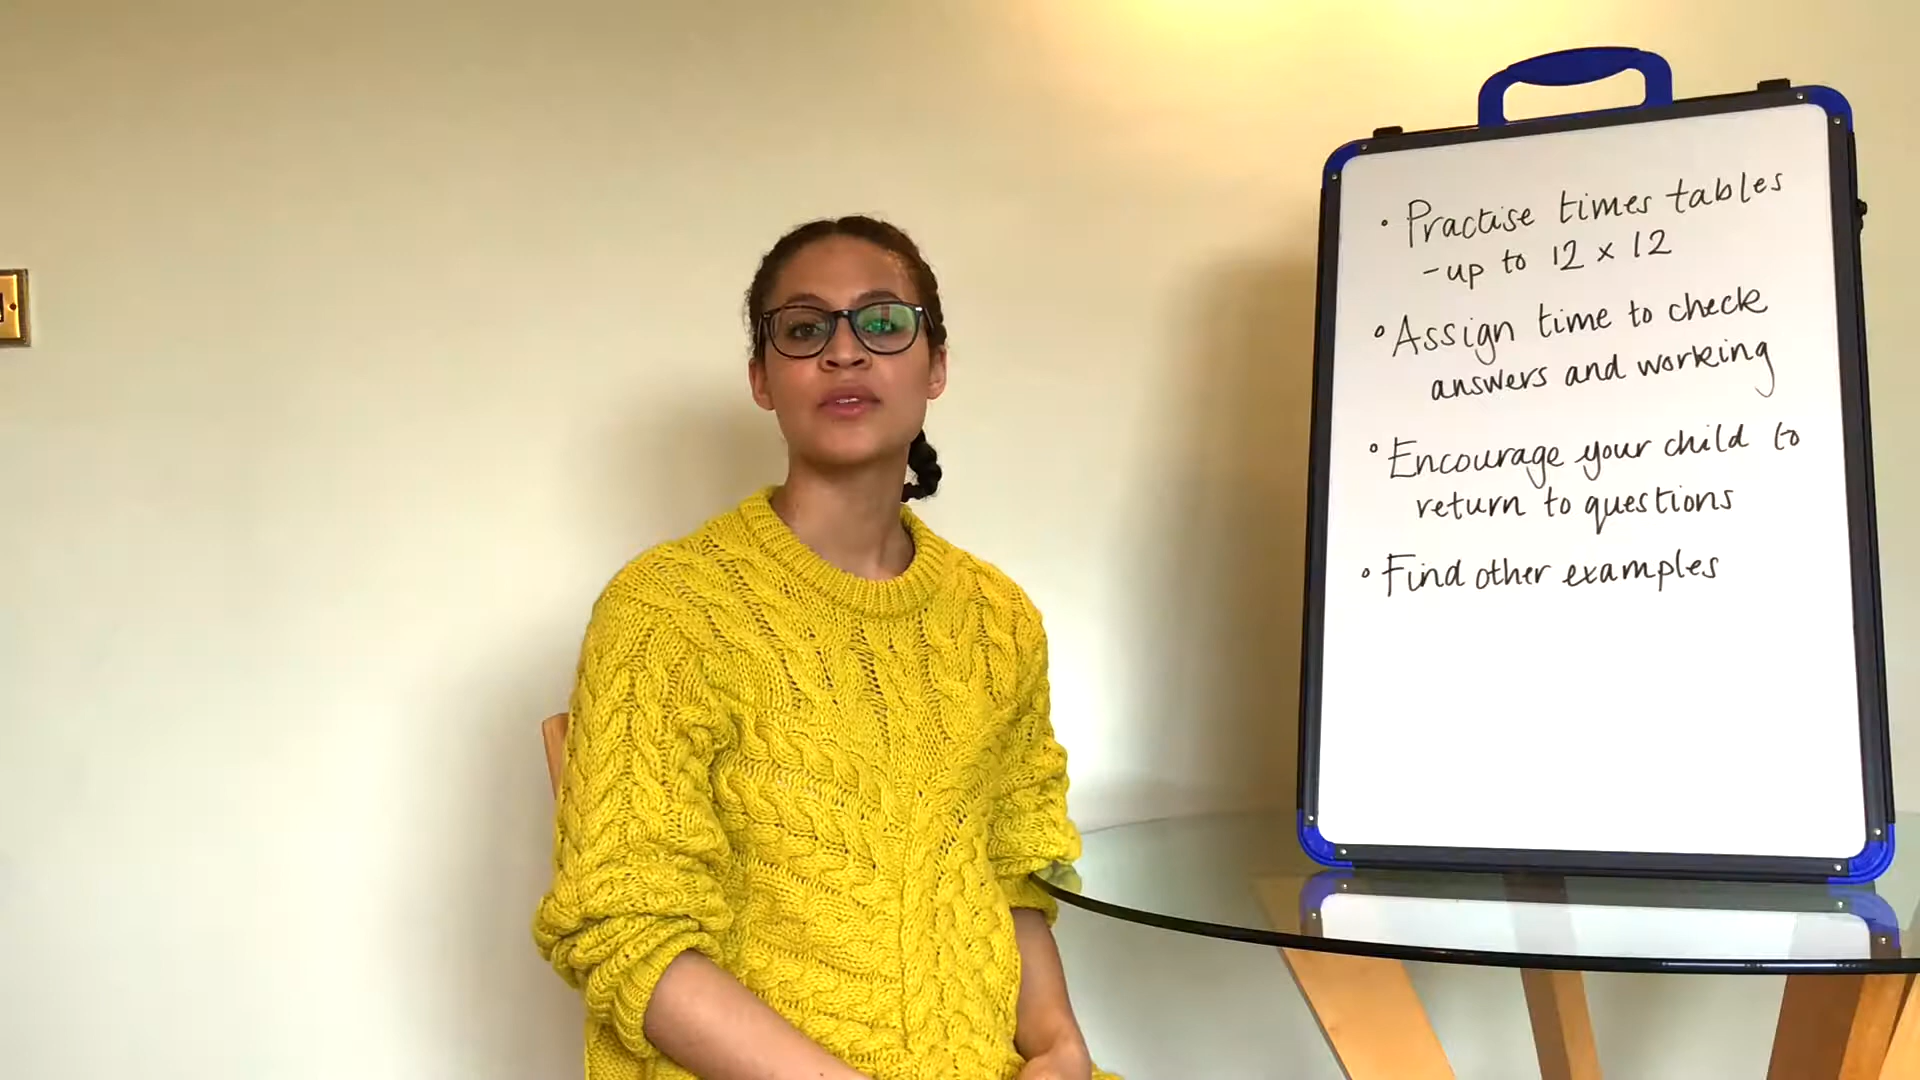 • Practise times tables
- up to 12 x 12
• Assign time to check
answers and working
• Encourage your child to
return to questions
• Find other examples